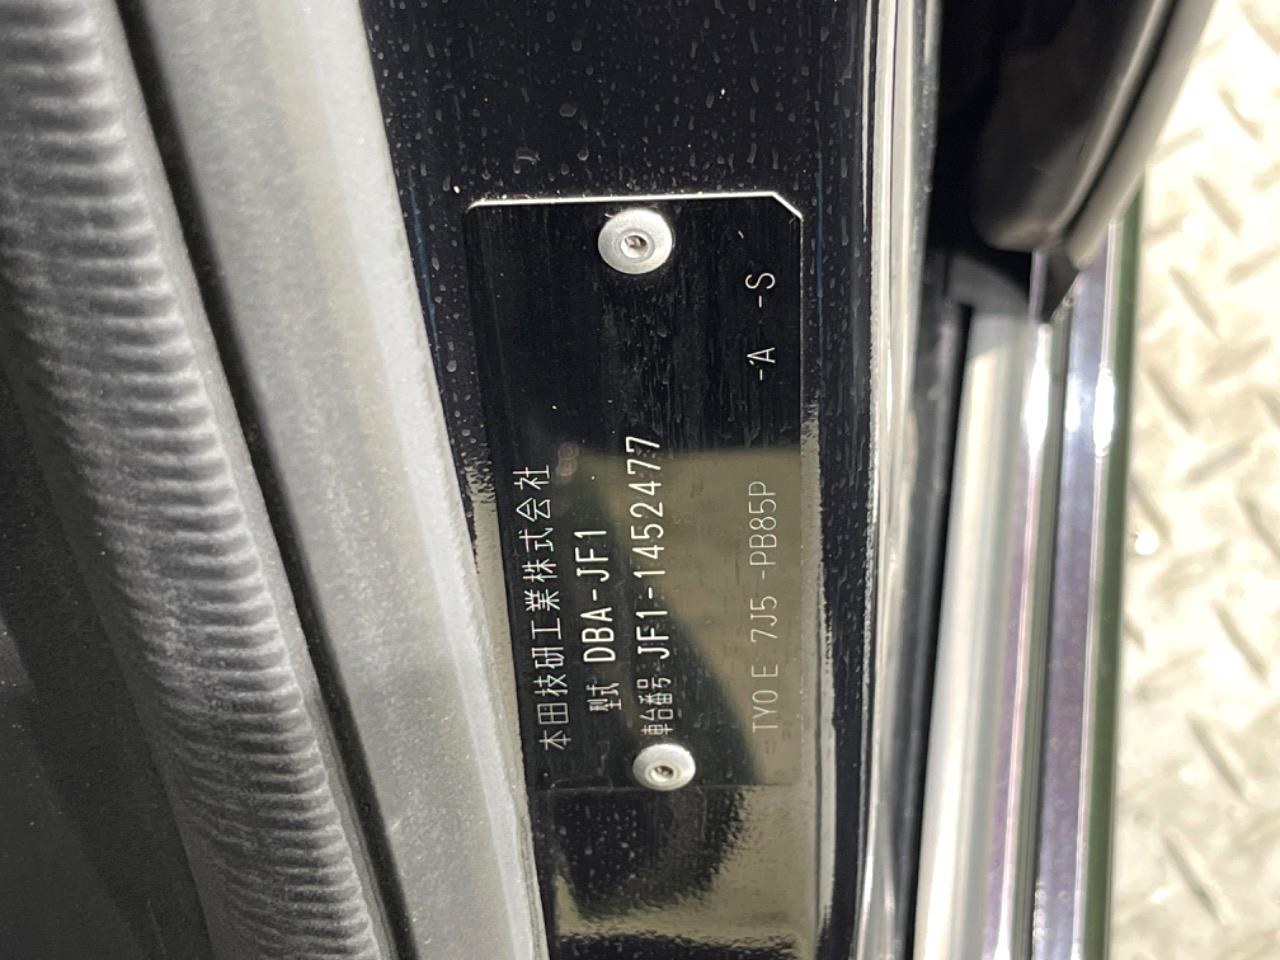 本田技研工業株式会社
型式 DBA-JF1
車台番号 JF1-1452477
TY0 E 7J5 -PB85P -A -S